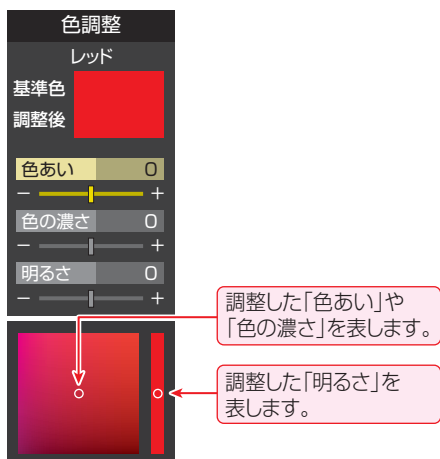 色調整
レッド
基準色
調整後
色あい 0
− +
色の濃さ 0
− +
明るさ 0
− +
調整した「色あい」や
「色の濃さ」を表します。
調整した「明るさ」を
表します。